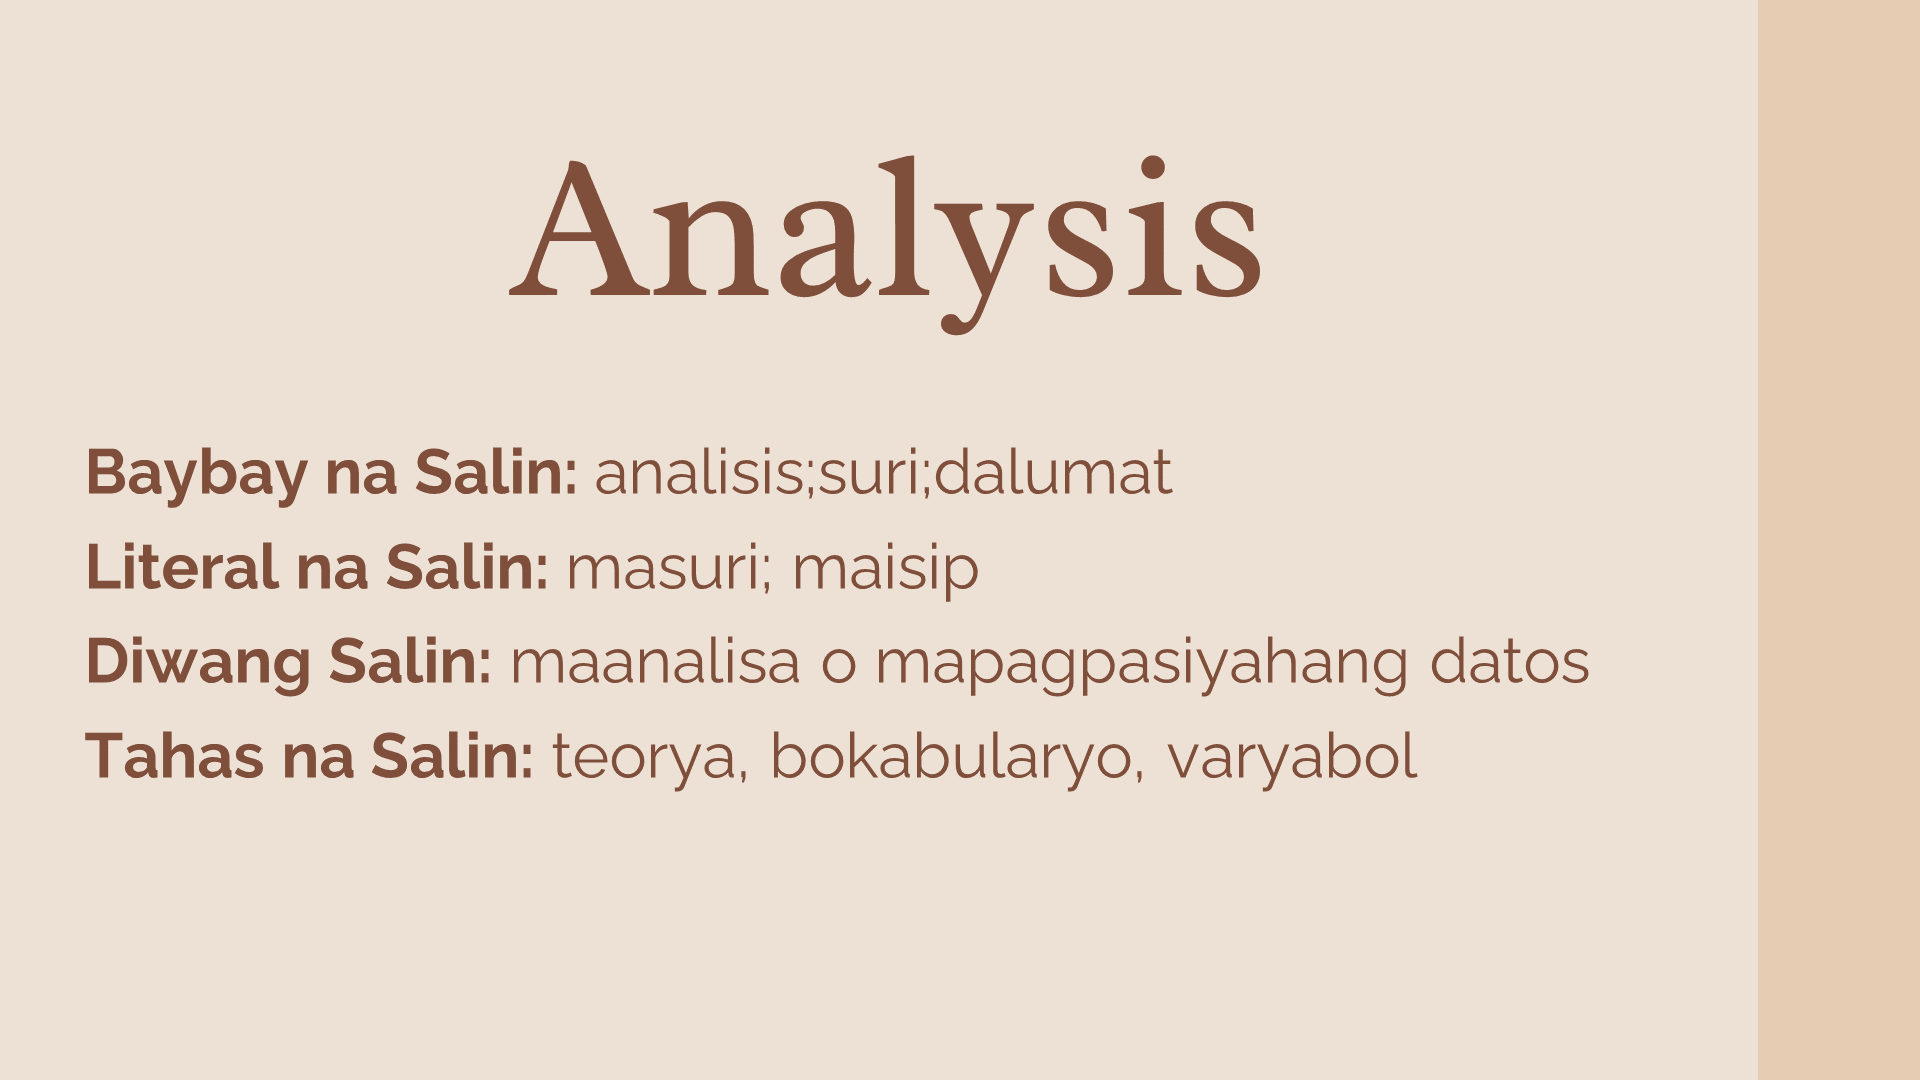 Analysis
Baybay na Salin: analisis;suri;dalumat
Literal na Salin: masuri; maisip
Diwang Salin: maanalisa o mapagpasiyahang datos
Tahas na Salin: teorya, bokabularyo, varyabol